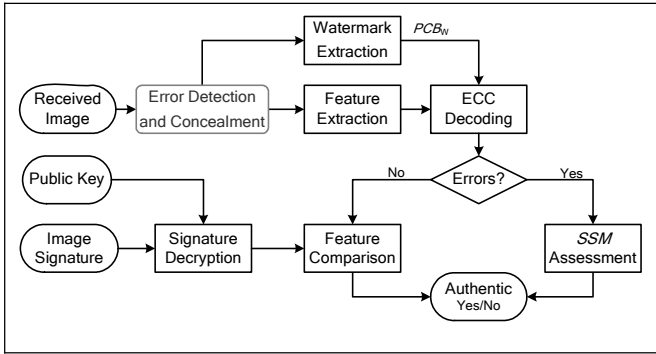 Watermark
Extraction
PCBW
Received
Image
Error Detection
and Concealment
Feature
Extraction
ECC
Decoding
Public Key
No
Errors?
Yes
Image
Signature
Signature
Decryption
Feature
Comparison
SSM
Assessment
Authentic
Yes/No